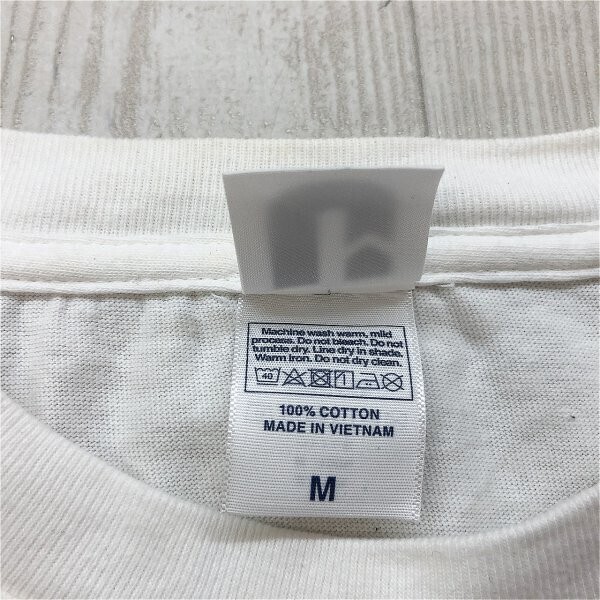 Machine wash warm, mild
process. Do not bleach. Do not
tumble dry. Line dry in shade.
Warm iron. Do not dry clean.
40
100% COTTON
MADE IN VIETNAM
M